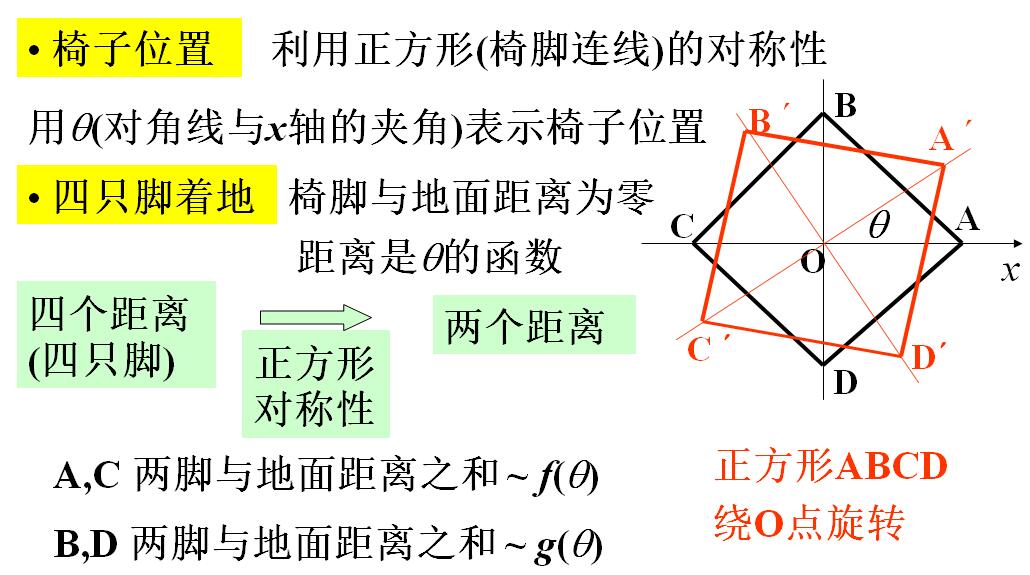 • 椅子位置 利用正方形(椅脚连线)的对称性
用θ(对角线与x轴的夹角)表示椅子位置
• 四只脚着地 椅脚与地面距离为零
距离是θ的函数
四个距离
(四只脚)
正方形
对称性
两个距离
A,C 两脚与地面距离之和 ~ f(θ)
B,D 两脚与地面距离之和 ~ g(θ)
B´
B
A´
C
θ
A
O
x
C´
D´
D
正方形ABCD
绕O点旋转